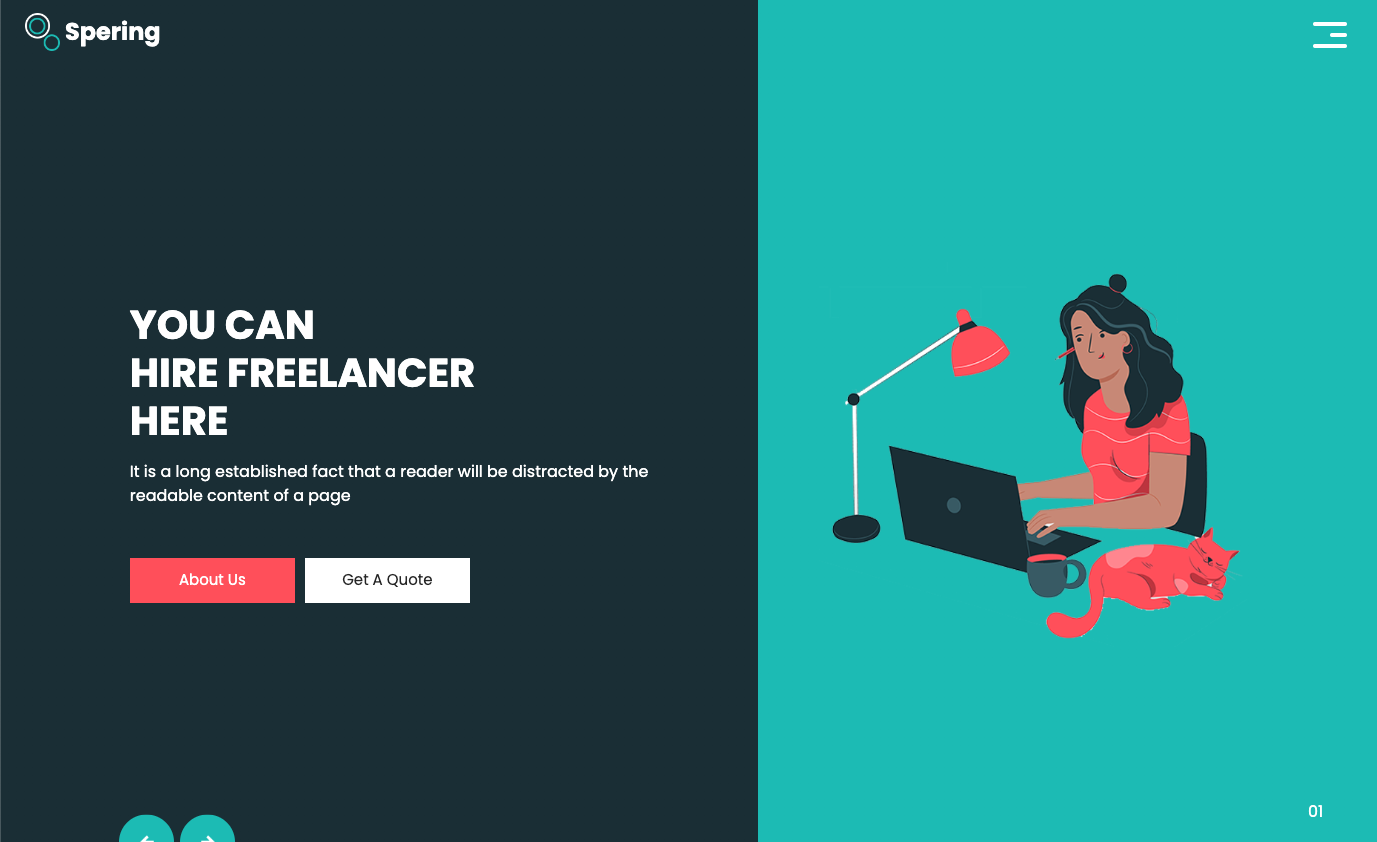 Spering
YOU CAN
HIRE FREELANCER
HERE
It is a long established fact that a reader will be distracted by the
readable content of a page
About Us
Get A Quote
01